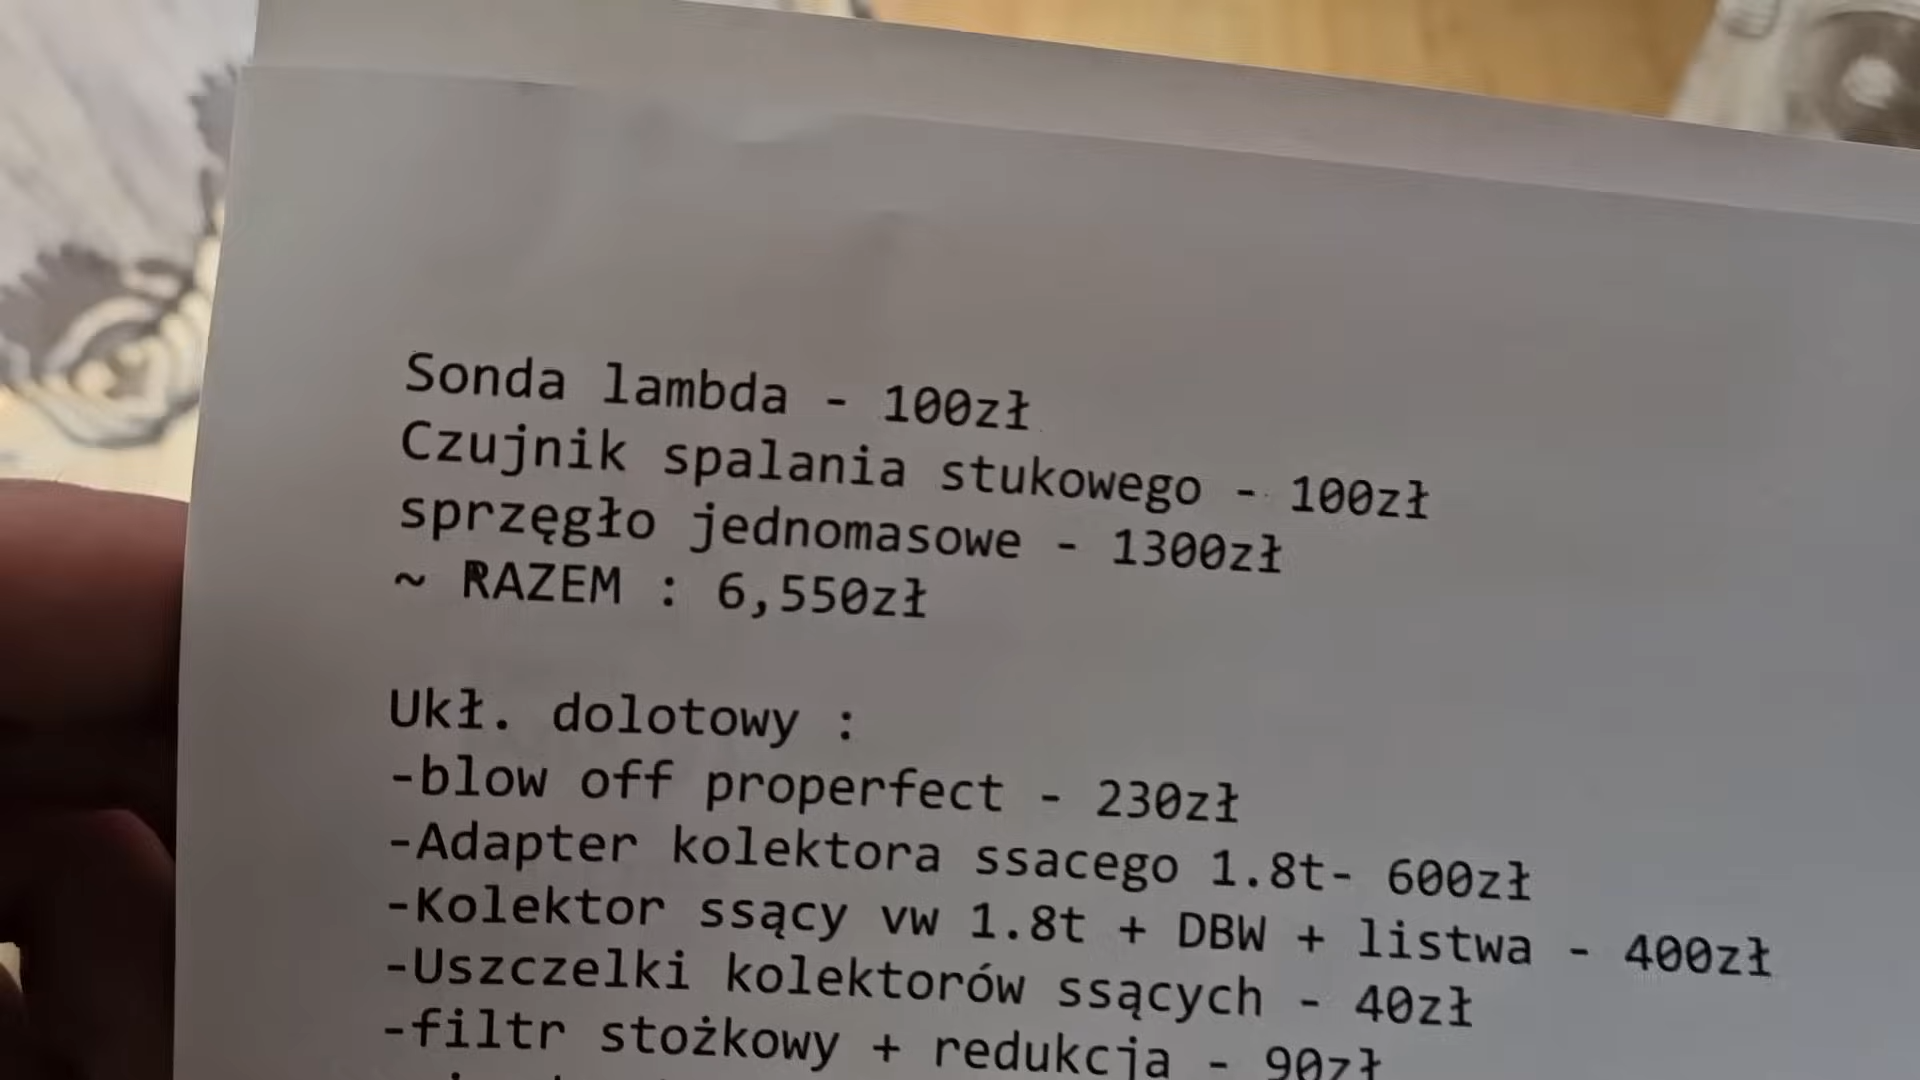 Sonda lambda - 100zł
Czujnik spalania stukowego - 100zł
sprzęgło jednomasowe - 1300zł
~ RAZEM : 6,550zł
Ukł. dolotowy :
-blow off properfect - 230zł
-Adapter kolektora ssacego 1.8t- 600zł
-Kolektor ssący vw 1.8t + DBW + listwa - 400zł
-Uszczelki kolektorów ssących - 40zł
-filtr stożkowy + redukcja - 90zł